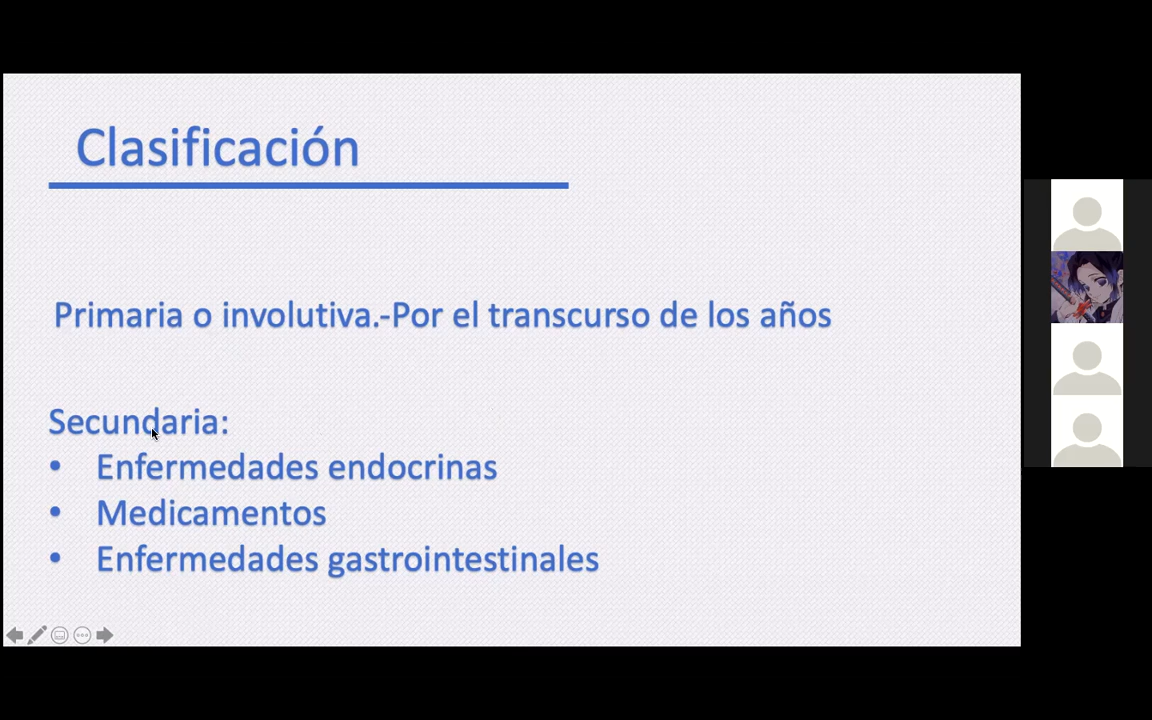 Clasificación
Primaria o involutiva.-Por el transcurso de los años
Secundaria:
• Enfermedades endocrinas
• Medicamentos
• Enfermedades gastrointestinales